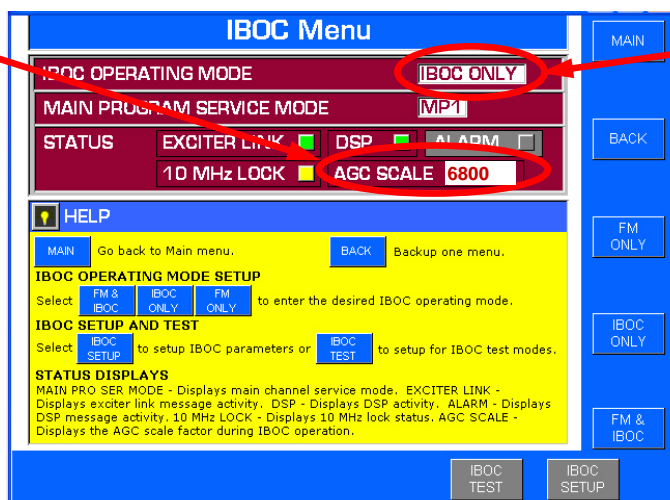 IBOC Menu
MAIN
IBOC OPERATING MODE IBOC ONLY
MAIN PROGRAM SERVICE MODE MP1
STATUS EXCITER LINK DSP ALARM
BACK
10 MHz LOCK AGC SCALE 6800
HELP
MAIN Go back to Main menu. BACK Backup one menu.
FM
ONLY
IBOC OPERATING MODE SETUP
Select FM &
IBOC IBOC
ONLY FM
ONLY to enter the desired IBOC operating mode.
IBOC SETUP AND TEST
Select IBOC
SETUP to setup IBOC parameters or IBOC
TEST to setup for IBOC test modes.
IBOC
ONLY
STATUS DISPLAYS
MAIN PRO SER MODE - Displays main channel service mode. EXCITER LINK -
Displays exciter link message activity. DSP - Displays DSP activity. ALARM - Displays
DSP message activity. 10 MHz LOCK - Displays 10 MHz lock status. AGC SCALE -
Displays the AGC scale factor during IBOC operation.
FM &
IBOC
IBOC
TEST
IBOC
SETUP